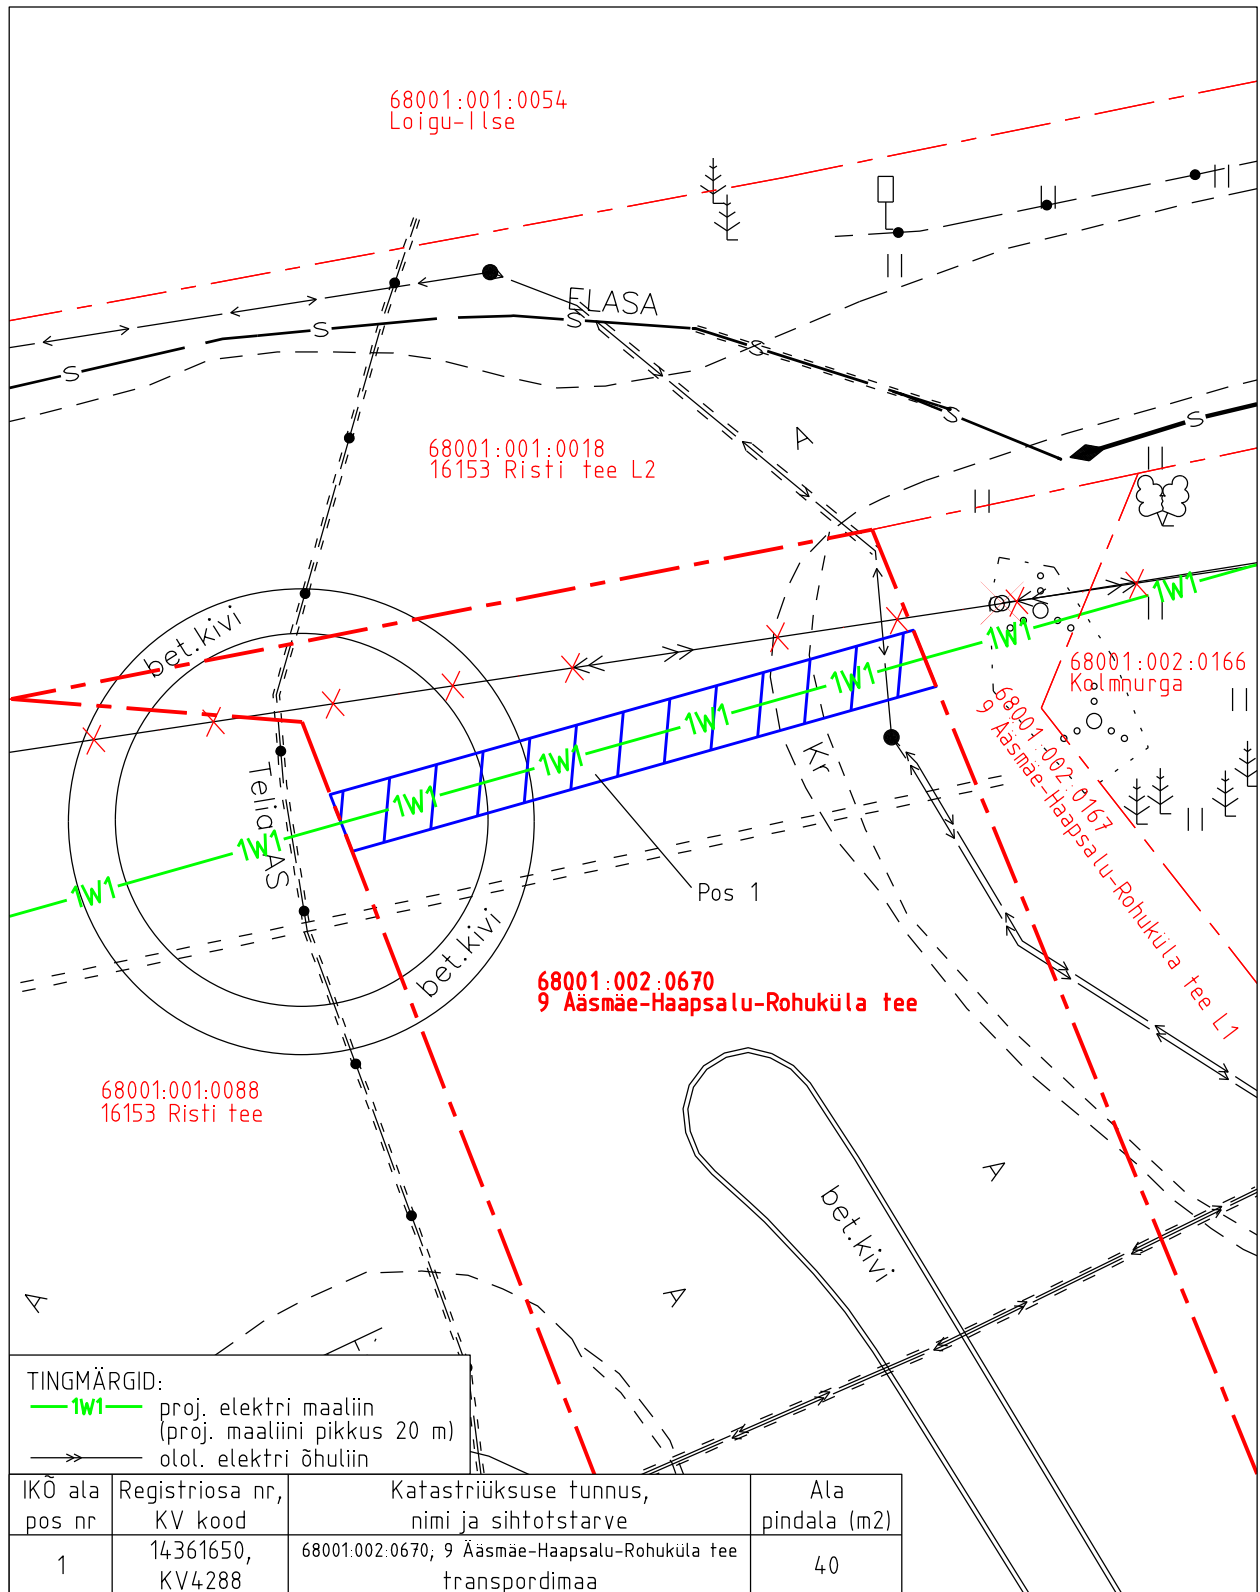 68001:001:0054
Loigu-Ilse
ELASA
S
S
S
S
S
S
A
68001:001:0018
16153 Risti tee L2
bet.kivi
1W1
1W1
68001:002:0166
Kolmnurga
68001:002:0167
9 Ääsmäe-Haapsalu-Rohuküla tee L1
1W1
1W1
1W1
1W1
1W1
1W1
Kr
Telia AS
Pos 1
bet.kivi
68001:002:0670
9 Ääsmäe-Haapsalu-Rohuküla tee
68001:001:0088
16153 Risti tee
A
bet.kivi
A
A
TINGMÄRGID:
1W1 proj. elektri maaliin
(proj. maaliini pikkus 20 m)
olol. elektri õhuliin
IKÕ ala pos nr
Registriosa nr, KV kood
Katastriüksuse tunnus, nimi ja sihtotstarve
Ala pindala (m2)
1
14361650, KV4288
68001:002:0670; 9 Ääsmäe-Haapsalu-Rohuküla tee transpordimaa
40